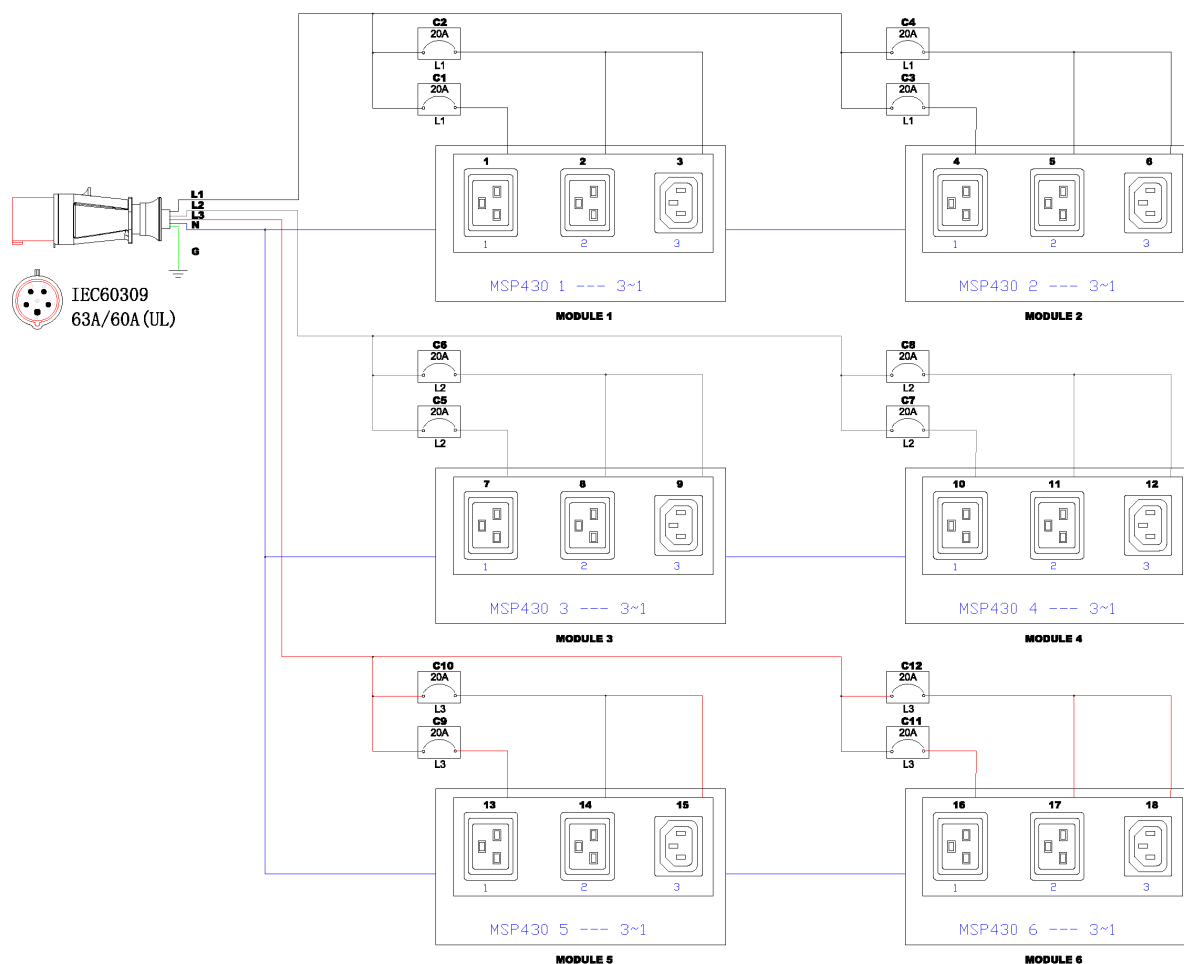 C2
20A
L1
C4
20A
L1
C1
20A
L1
C3
20A
L1
L1
L2
L3
N
G
IEC60309
63A/60A(UL)
1 2 3
1 2 3
MSP430 1 --- 3~1
MODULE 1
4 5 6
1 2 3
MSP430 2 --- 3~1
MODULE 2
C6
20A
L2
C8
20A
L2
C5
20A
L2
C7
20A
L2
7 8 9
1 2 3
MSP430 3 --- 3~1
MODULE 3
10 11 12
1 2 3
MSP430 4 --- 3~1
MODULE 4
C10
20A
L3
C12
20A
L3
C9
20A
L3
C11
20A
L3
13 14 15
1 2 3
MSP430 5 --- 3~1
MODULE 5
16 17 18
1 2 3
MSP430 6 --- 3~1
MODULE 6